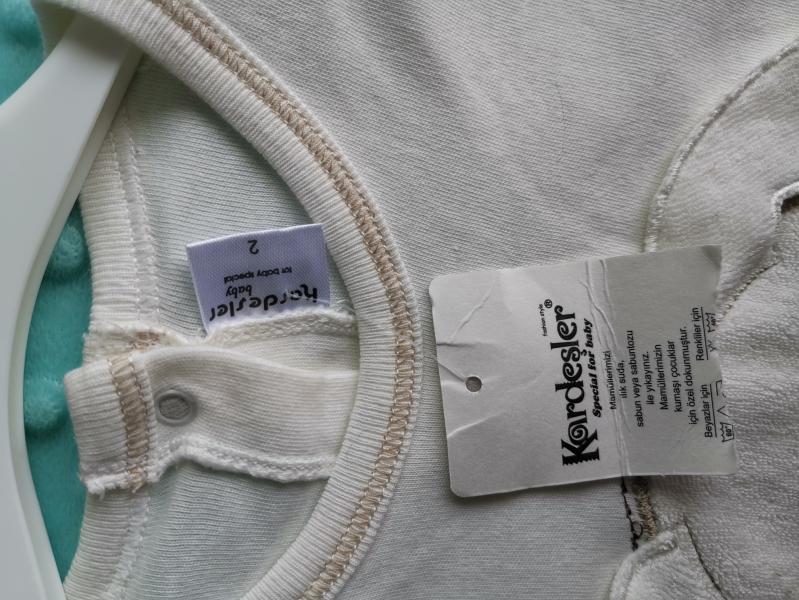 kardesler
baby
for baby special
2
fashion style
Kardeşler®
Special for baby
Mamüllerimizi
ılık suda,
sabun veya sabuntozu
ile yıkayınız.
Mamüllerimizin
kumaşı çocuklar
için özel dokunmuştur.
Beyazlar için Renkliler için